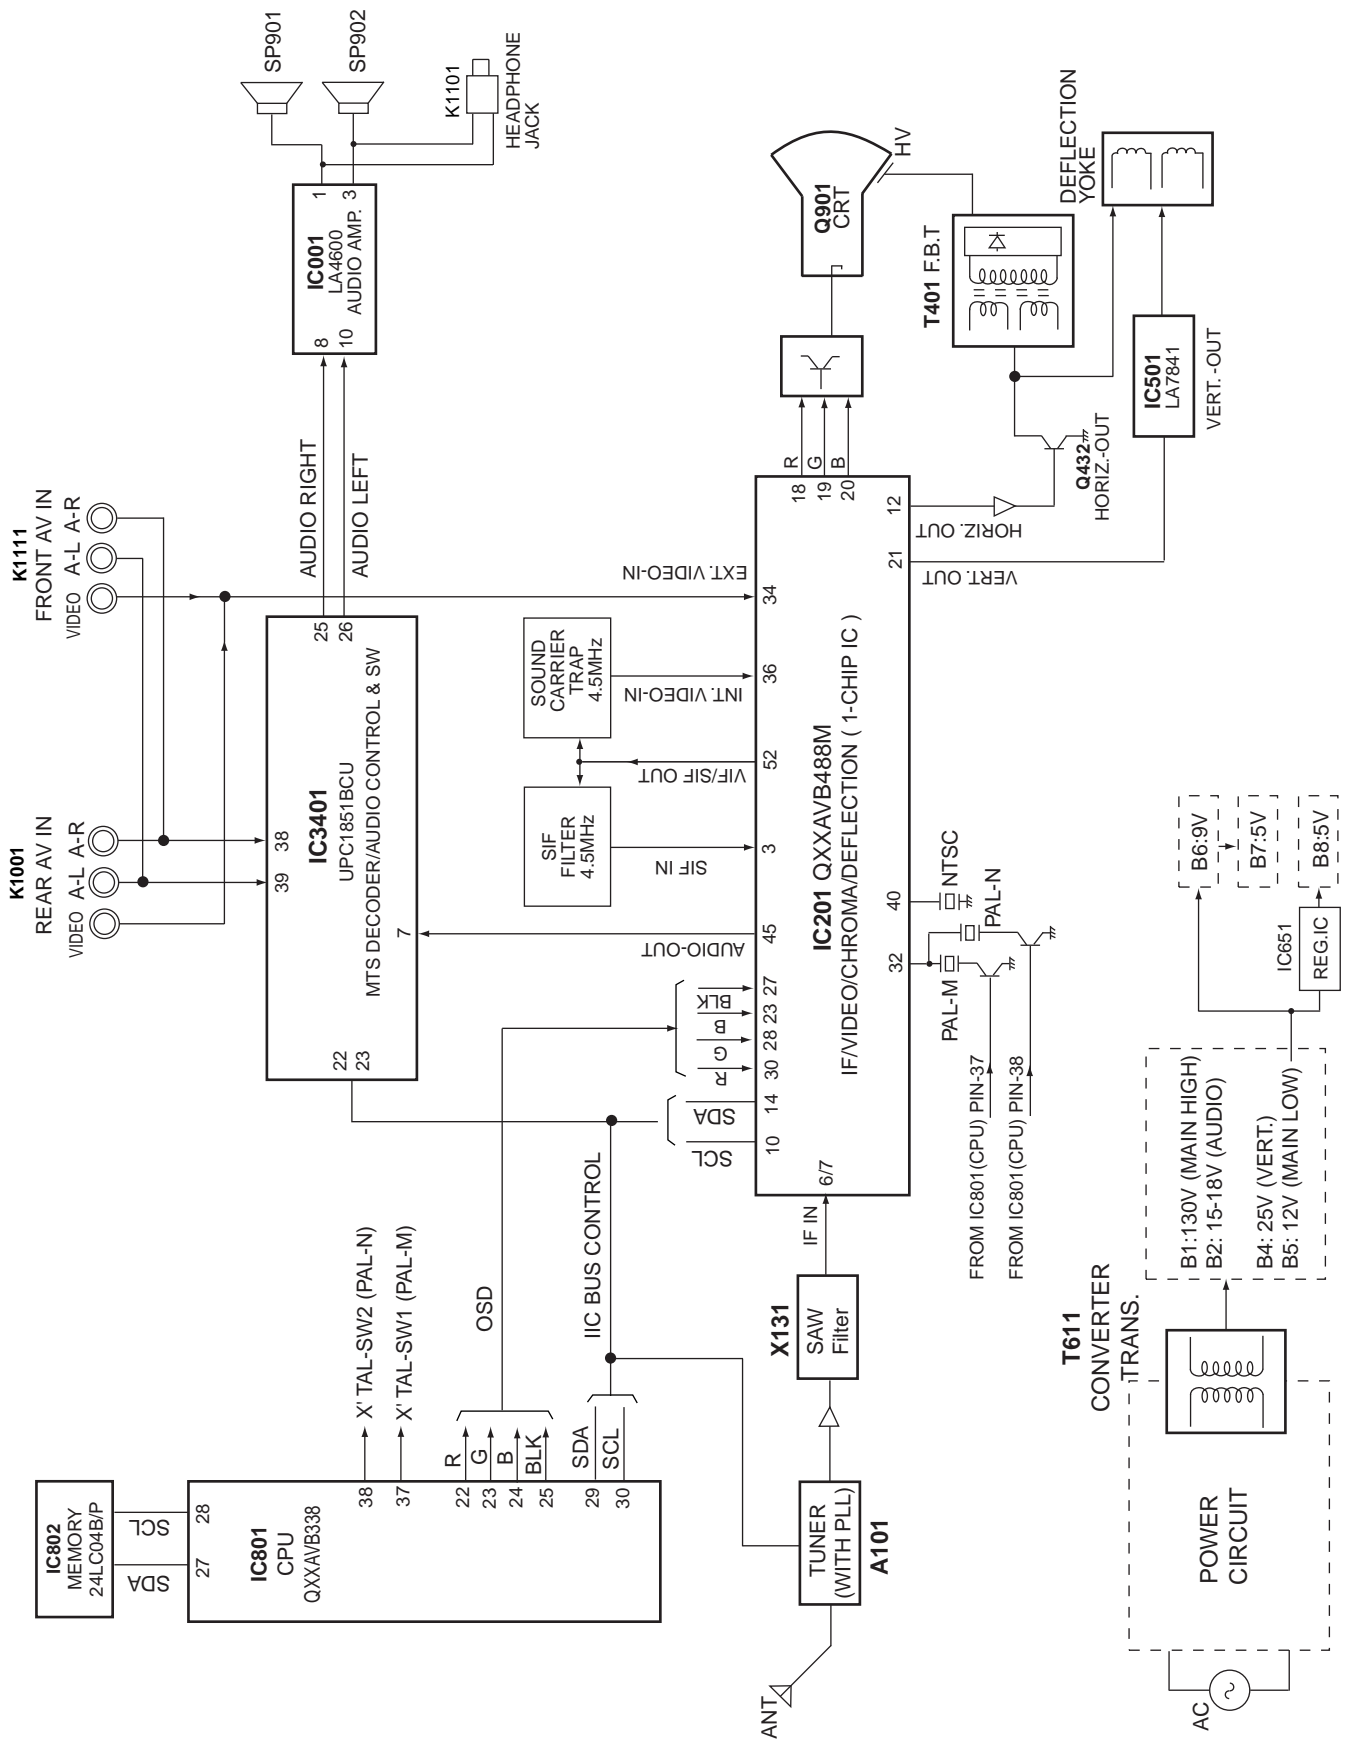 IC802
MEMORY
24LC04B/P
SCL
SDA
28
27
IC801
CPU
QXXAVB338
38
37
22
23
24
25
29
30
X' TAL-SW2 (PAL-N)
X' TAL-SW1 (PAL-M)
R
G
B
BLK
SDA
SCL
OSD
IIC BUS CONTROL
ANT
TUNER
(WITH PLL)
A101
X131
SAW
Filter
IF IN
K1001
REAR AV IN
VIDEO
A-L
A-R
K1111
FRONT AV IN
VIDEO
A-L
A-R
IC3401
UPC1851BCU
MTS DECODER/AUDIO CONTROL & SW
22
23
39
38
7
25
26
AUDIO RIGHT
AUDIO LEFT
IC001
LA4600
AUDIO AMP.
8
10
1
3
SP901
SP902
K1101
HEADPHONE
JACK
SCL
SDA
R
G
B
BLK
AUDIO-OUT
SIF
FILTER
4.5MHz
SIF IN
VIF/SIF OUT
SOUND
CARRIER
TRAP
4.5MHz
INT. VIDEO-IN
EXT. VIDEO-IN
IC201 QXXAVB488M
IF/VIDEO/CHROMA/DEFLECTION ( 1-CHIP IC )
6/7
10
14
30
28
23
27
45
3
52
36
34
18
19
20
12
21
40
32
R
G
B
HORIZ. OUT
VERT. OUT
NTSC
PAL-M
PAL-N
FROM IC801(CPU) PIN-37
FROM IC801(CPU) PIN-38
Q901
CRT
HV
T401 F.B.T
DEFLECTION
YOKE
Q432
HORIZ.-OUT
IC501
LA7841
VERT. -OUT
AC
POWER
CIRCUIT
T611
CONVERTER
TRANS.
B1:130V (MAIN HIGH)
B2: 15-18V (AUDIO)
B4: 25V (VERT.)
B5: 12V (MAIN LOW)
IC651
REG.IC
B6:9V
B7:5V
B8:5V